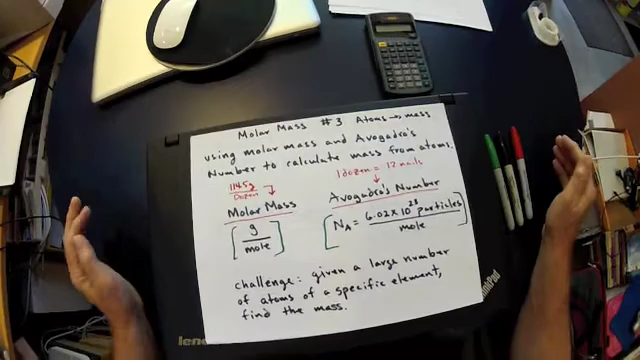 Molar Mass #3 Atoms → mass
using molar mass and Avogadro's
Number to calculate mass from atoms.
1 dozen = 12 nails
Dozen
Molar Mass
Avogadro's Number
g
mole
NA = 6.02 x 10^23 particles
mole
challenge: given a large number
of atoms of a specific element,
find the mass.
ThinkPad
lenovo